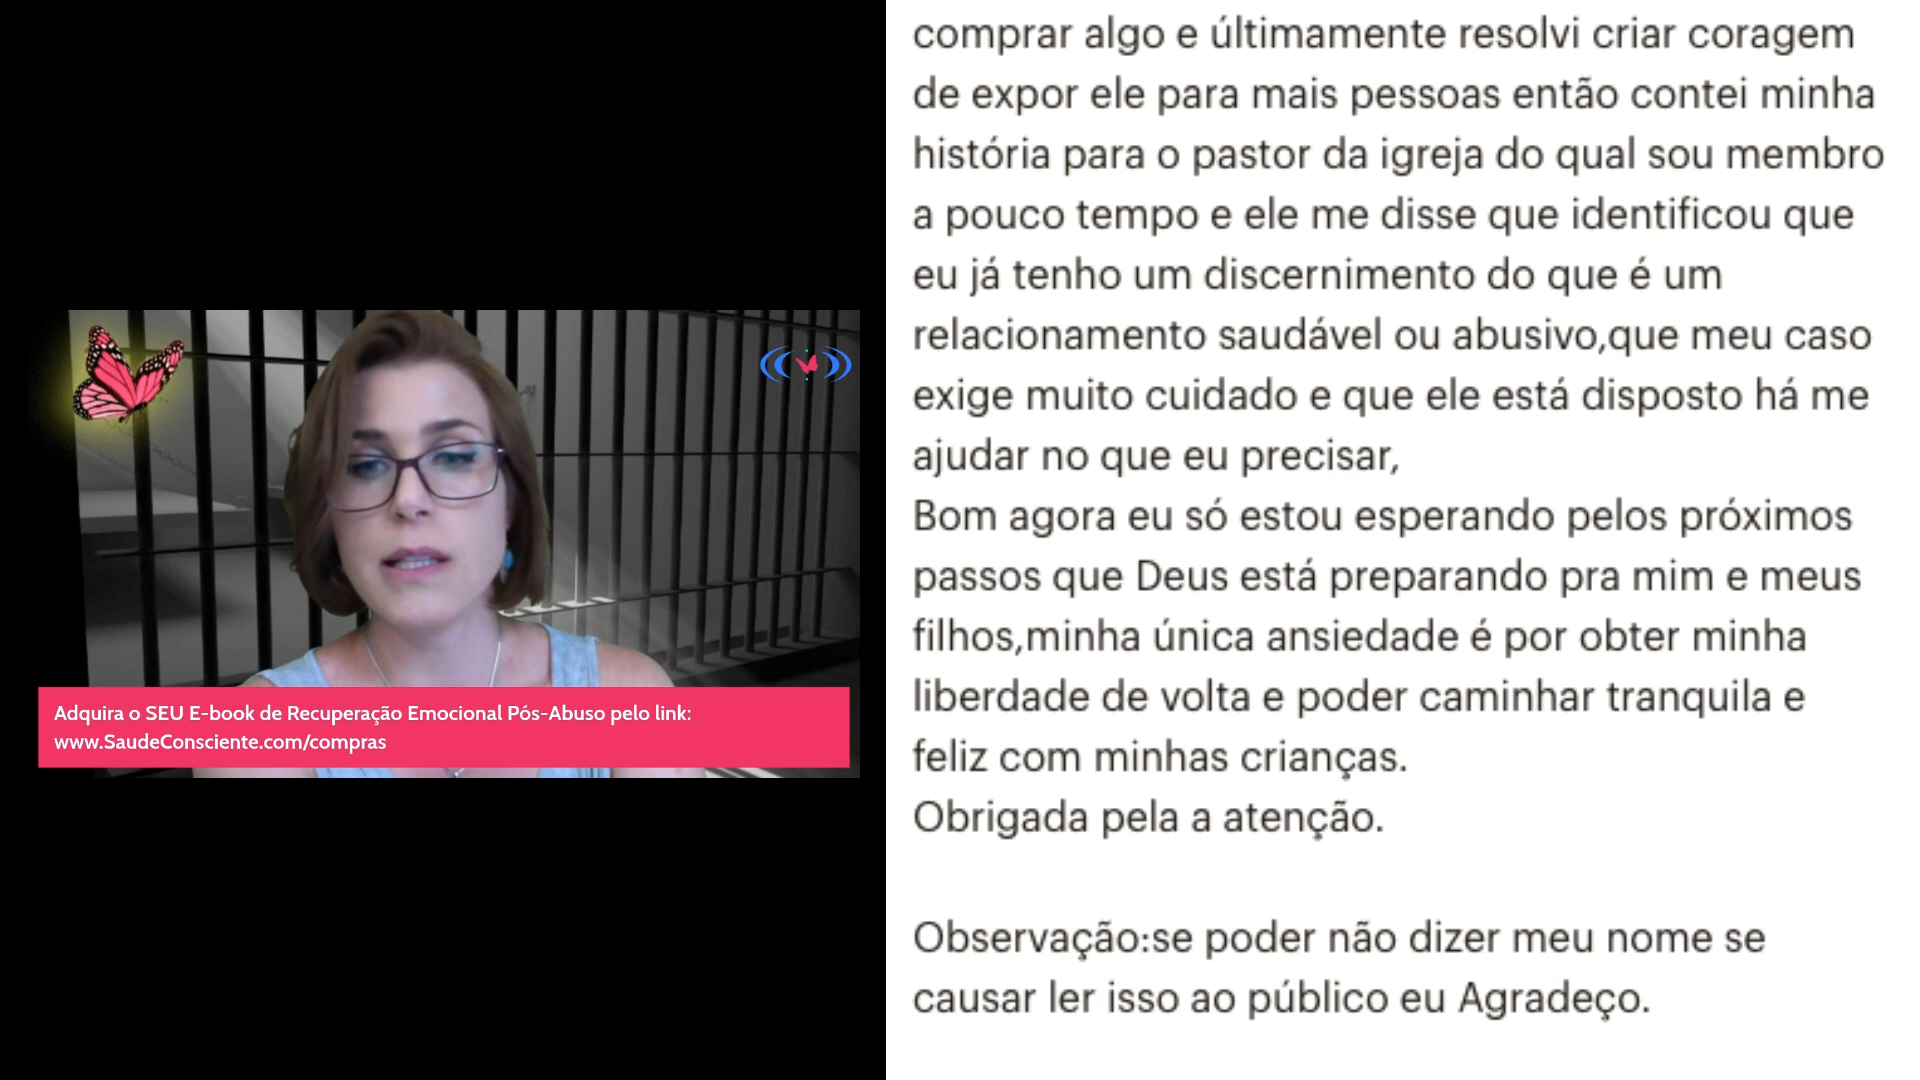 comprar algo e últimamente resolvi criar coragem
de expor ele para mais pessoas então contei minha
história para o pastor da igreja do qual sou membro
a pouco tempo e ele me disse que identificou que
eu já tenho um discernimento do que é um
relacionamento saudável ou abusivo,que meu caso
exige muito cuidado e que ele está disposto há me
ajudar no que eu precisar,
Bom agora eu só estou esperando pelos próximos
passos que Deus está preparando pra mim e meus
filhos,minha única ansiedade é por obter minha
liberdade de volta e poder caminhar tranquila e
feliz com minhas crianças.
Obrigada pela a atenção.
Observação:se poder não dizer meu nome se
causar ler isso ao público eu Agradeço.
Adquira o SEU E-book de Recuperação Emocional Pós-Abuso pelo link:
www.SaudeConsciente.com/compras